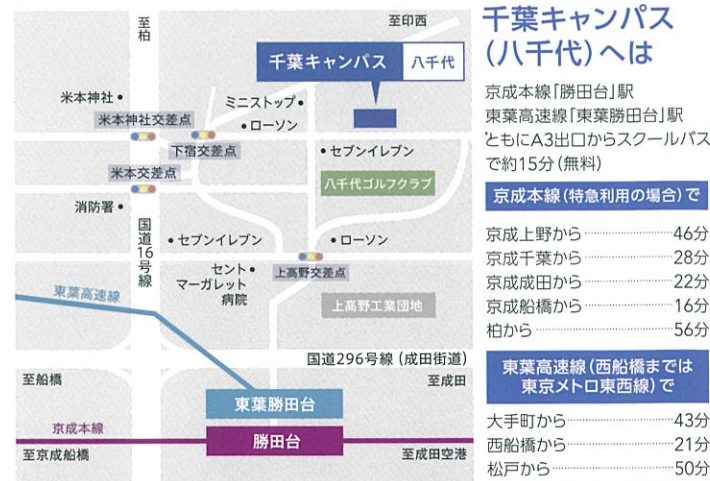 至柏
至印西
千葉キャンパス 八千代
米本神社
ミニストップ
米本神社交差点
ローソン
下宿交差点
セブンイレブン
米本交差点
八千代ゴルフクラブ
消防署
国道16号線
セブンイレブン
ローソン
セント
マーガレット
病院
上高野交差点
東葉高速線
上高野工業団地
国道296号線（成田街道）
至船橋
至成田
東葉勝田台
京成本線
勝田台
至京成船橋
至成田空港
千葉キャンパス
（八千代）へは
京成本線「勝田台」駅
東葉高速線「東葉勝田台」駅
ともにA3出口からスクールバス
で約15分（無料）
京成本線（特急利用の場合）で
京成上野から 46分
京成千葉から 28分
京成成田から 22分
京成船橋から 16分
柏から 56分
東葉高速線（西船橋までは
東京メトロ東西線）で
大手町から 43分
西船橋から 21分
松戸から 50分